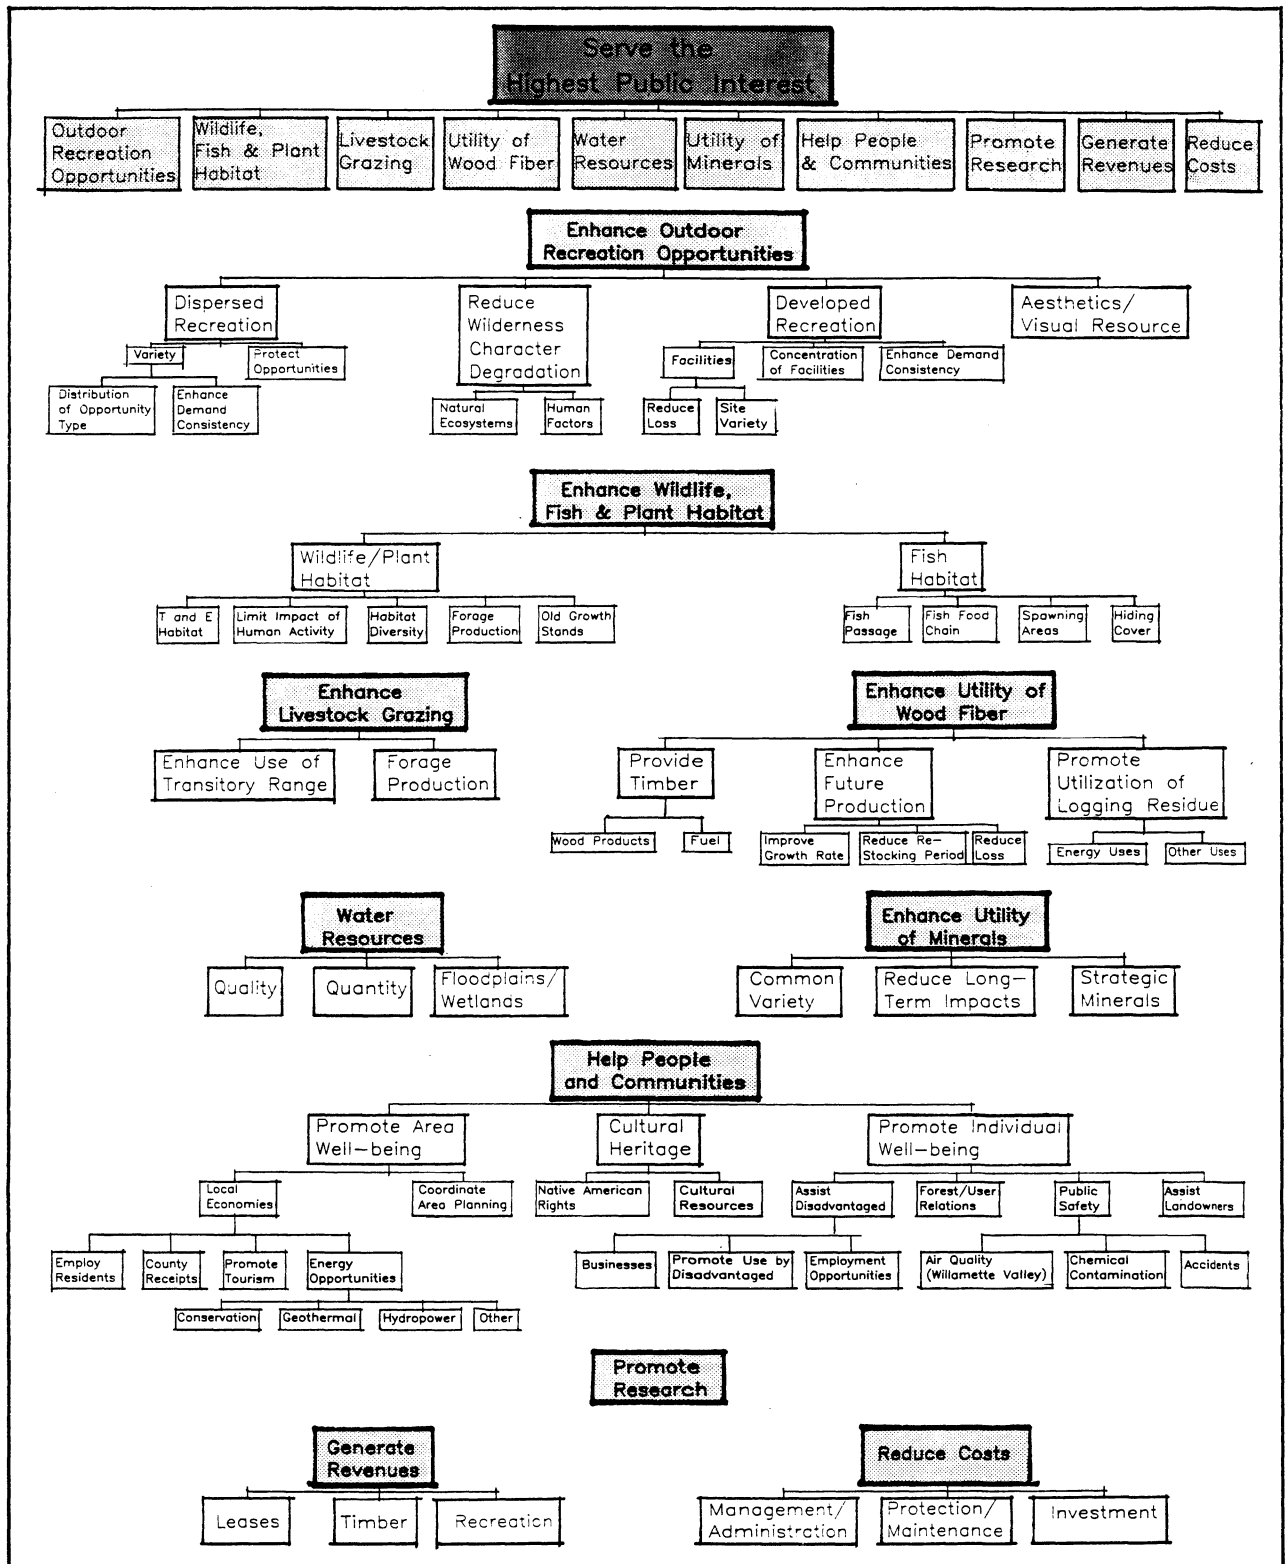 Serve the
Highest Public Interest
Outdoor
Recreation
Opportunities
Wildlife,
Fish & Plant
Habitat
Livestock
Grazing
Utility of
Wood Fiber
Water
Resources
Utility of
Minerals
Help People
& Communities
Promote
Research
Generate
Revenues
Reduce
Costs
Enhance Outdoor
Recreation Opportunities
Dispersed
Recreation
Reduce
Wilderness
Character
Degradation
Developed
Recreation
Aesthetics/
Visual Resource
Variety
Protect
Opportunities
Facilities
Concentration
of Facilities
Enhance Demand
Consistency
Distribution
of Opportunity
Type
Enhance
Demand
Consistency
Natural
Ecosystems
Human
Factors
Reduce
Loss
Site
Variety
Enhance Wildlife,
Fish & Plant Habitat
Wildlife/Plant
Habitat
Fish
Habitat
T and E
Habitat
Limit Impact of
Human Activity
Habitat
Diversity
Forage
Production
Old Growth
Stands
Fish
Passage
Fish Food
Chain
Spawning
Areas
Hiding
Cover
Enhance
Livestock Grazing
Enhance Utility of
Wood Fiber
Enhance Use of
Transitory Range
Forage
Production
Provide
Timber
Enhance
Future
Production
Promote
Utilization of
Logging Residue
Wood Products
Fuel
Improve
Growth Rate
Reduce Re-
Stocking Period
Reduce
Loss
Energy Uses
Other Uses
Water
Resources
Enhance Utility
of Minerals
Quality
Quantity
Floodplains/
Wetlands
Common
Variety
Reduce Long-
Term Impacts
Strategic
Minerals
Help People
and Communities
Promote Area
Well-being
Cultural
Heritage
Promote Individual
Well-being
Local
Economies
Coordinate
Area Planning
Native American
Rights
Cultural
Resources
Assist
Disadvantaged
Forest/User
Relations
Public
Safety
Assist
Landowners
Employ
Residents
County
Receipts
Promote
Tourism
Energy
Opportunities
Businesses
Promote Use by
Disadvantaged
Employment
Opportunities
Air Quality
(Willamette Valley)
Chemical
Contamination
Accidents
Conservation
Geothermal
Hydropower
Other
Promote
Research
Generate
Revenues
Reduce Costs
Leases
Timber
Recreation
Management/
Administration
Protection/
Maintenance
Investment